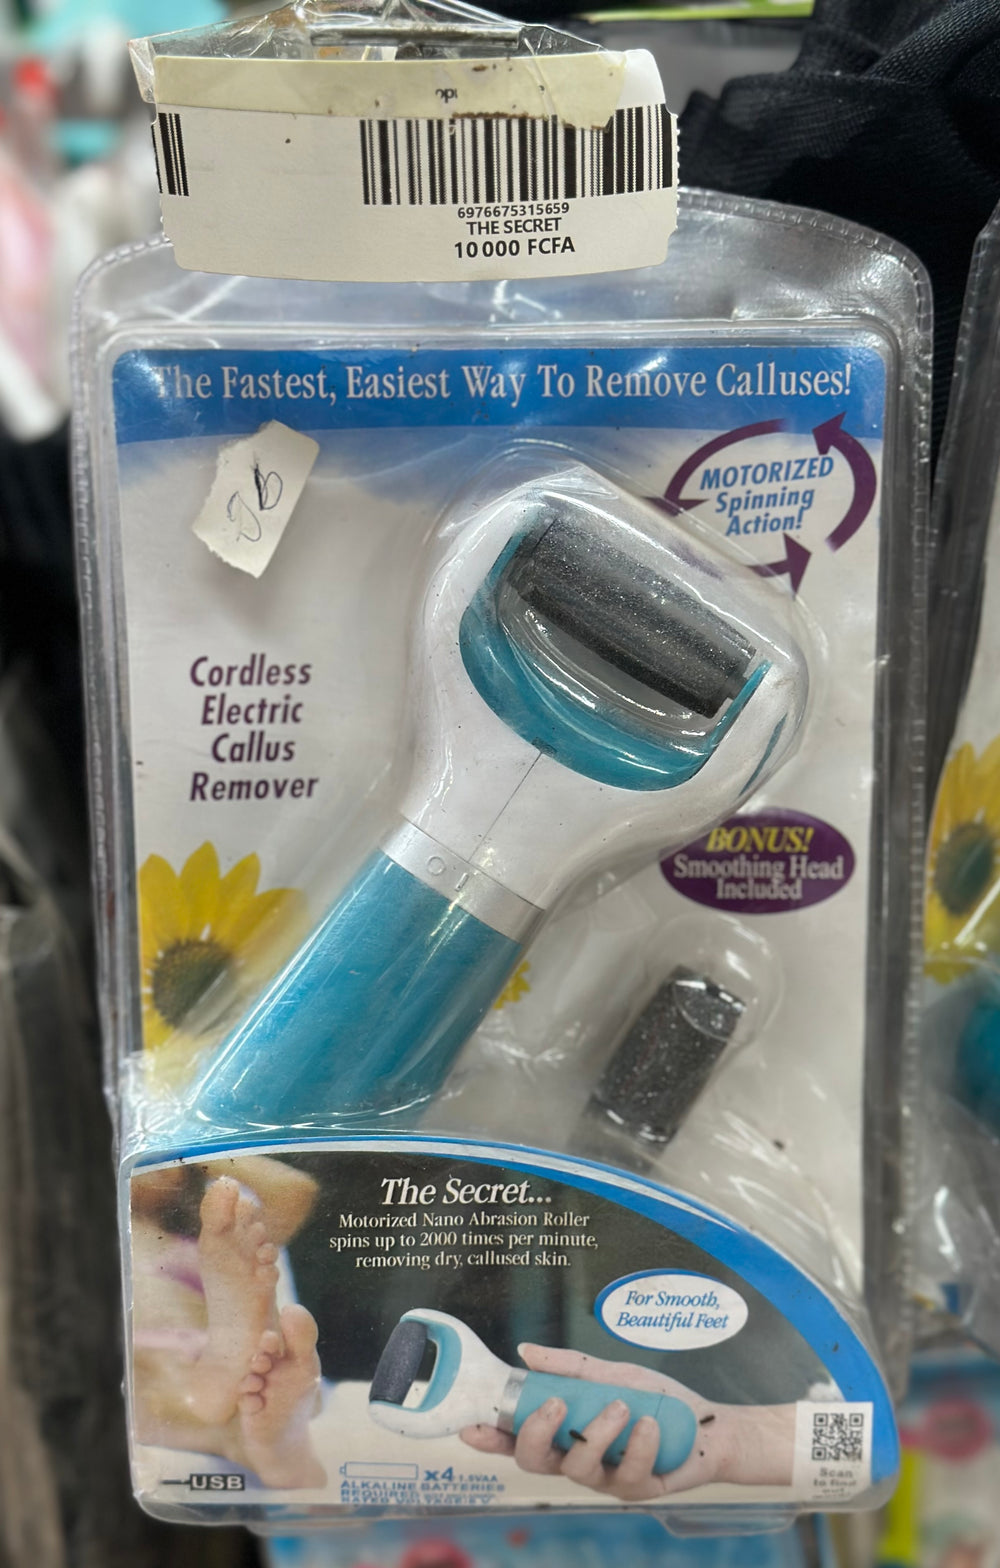 6976675315659
THE SECRET
10 000 FCFA
The Fastest, Easiest Way To Remove Calluses!
MOTORIZED
Spinning
Action!
Cordless
Electric
Callus
Remover
BONUS!
Smoothing Head
Included
The Secret...
Motorized Nano Abrasion Roller
spins up to 2000 times per minute,
removing dry, callused skin.
For Smooth,
Beautiful Feet
USB
x4 1.5VAA
ALKALINE BATTERIES
Scan